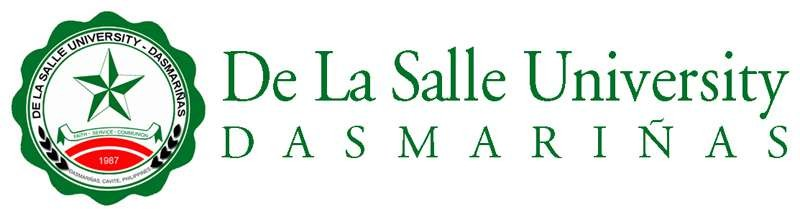 DE LA SALLE UNIVERSITY - DASMARIÑAS
FAITH - SERVICE - COMMUNION
1987
DASMARIÑAS, CAVITE, PHILIPPINES
De La Salle University
DASMARIÑAS